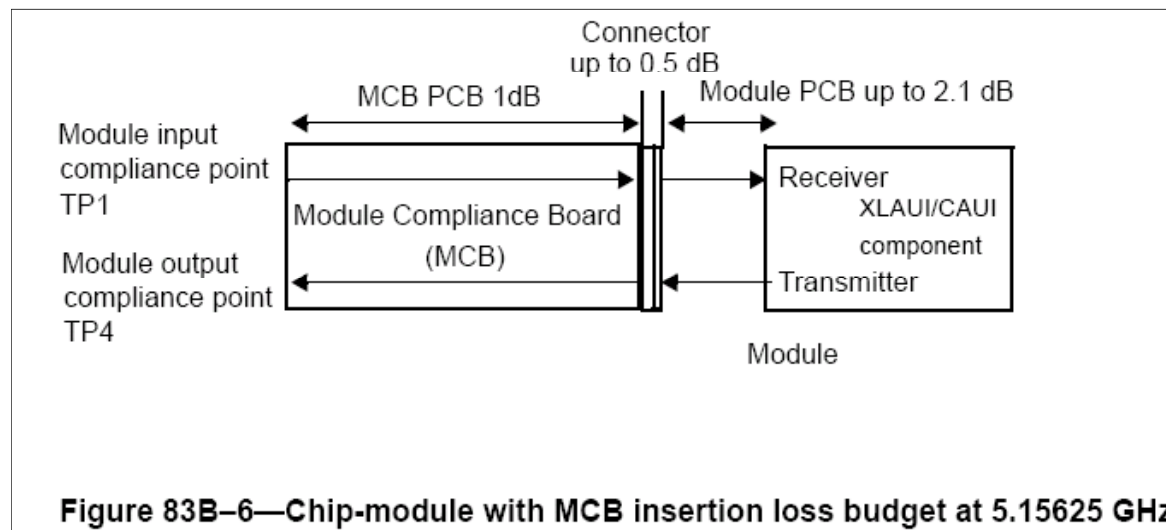 Connector
up to 0.5 dB
MCB PCB 1dB
Module PCB up to 2.1 dB
Module input
compliance point
TP1
Module Compliance Board
(MCB)
Receiver
XLAUI/CAUI
component
Transmitter
Module output
compliance point
TP4
Module
Figure 83B–6—Chip-module with MCB insertion loss budget at 5.15625 GHz